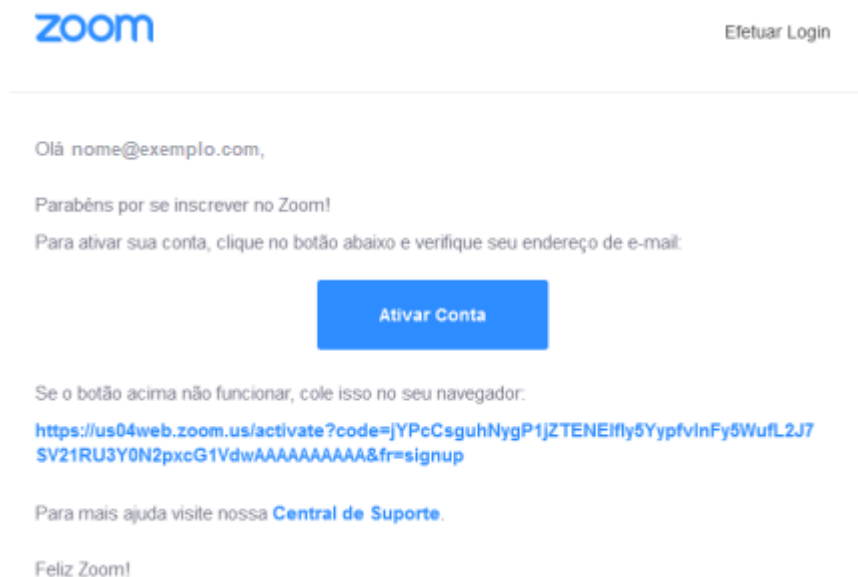 zoom
Efetuar Login
Olá nome@exemplo.com,
Parabéns por se inscrever no Zoom!
Para ativar sua conta, clique no botão abaixo e verifique seu endereço de e-mail:
Ativar Conta
Se o botão acima não funcionar, cole isso no seu navegador:
https://us04web.zoom.us/activate?code=jYPcCsguhNygP1jZTENEIfly5YypfvInFy5WufL2J7
SV21RU3Y0N2pxcG1VdwAAAAAAAAAA&fr=signup
Para mais ajuda visite nossa Central de Suporte.
Feliz Zoom!